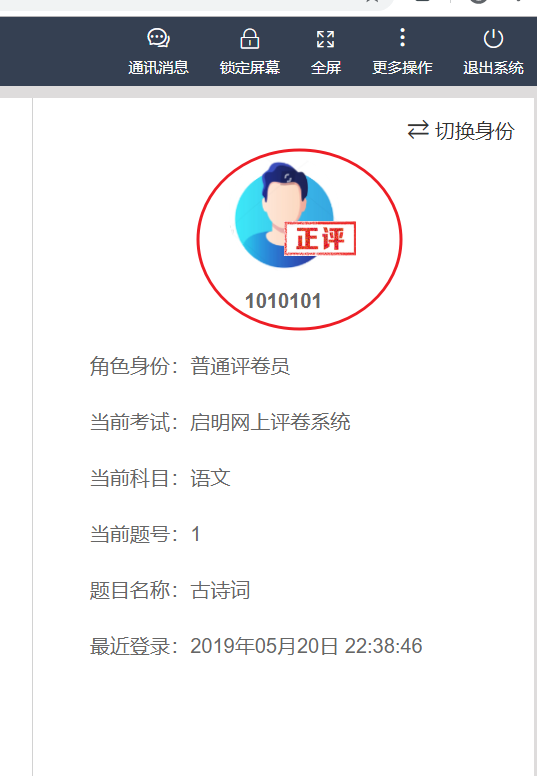 通讯消息 锁定屏幕 全屏 更多操作 退出系统
切换身份
正评
1010101
角色身份：普通评卷员
当前考试：启明网上评卷系统
当前科目：语文
当前题号：1
题目名称：古诗词
最近登录：2019年05月20日 22:38:46